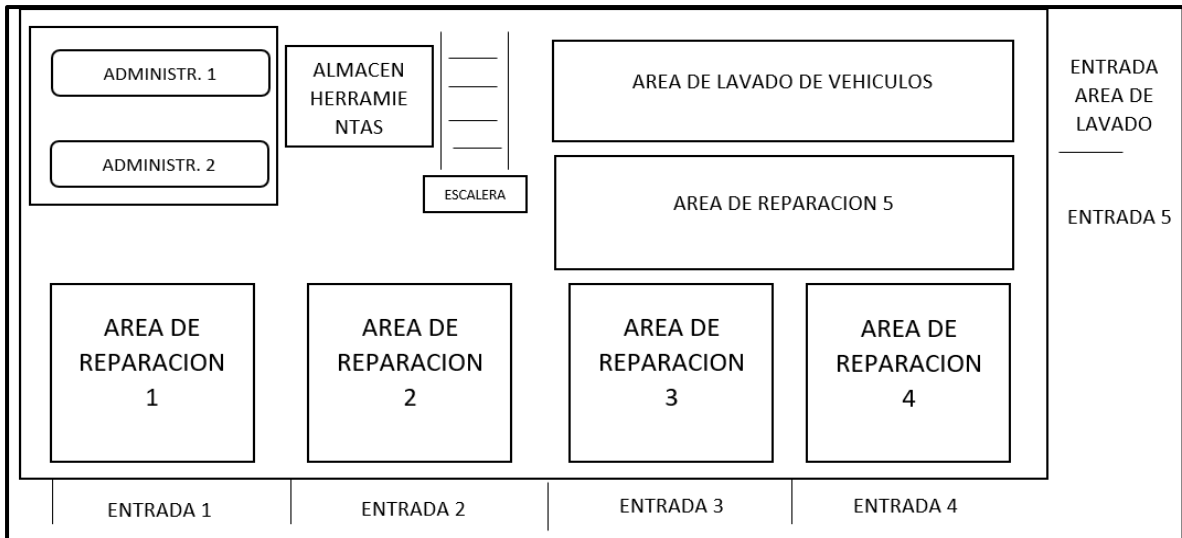 ADMINISTR. 1
ADMINISTR. 2
ALMACEN
HERRAMIE
NTAS
ESCALERA
AREA DE LAVADO DE VEHICULOS
AREA DE REPARACION 5
ENTRADA
AREA DE
LAVADO
ENTRADA 5
AREA DE
REPARACION
1
AREA DE
REPARACION
2
AREA DE
REPARACION
3
AREA DE
REPARACION
4
ENTRADA 1
ENTRADA 2
ENTRADA 3
ENTRADA 4